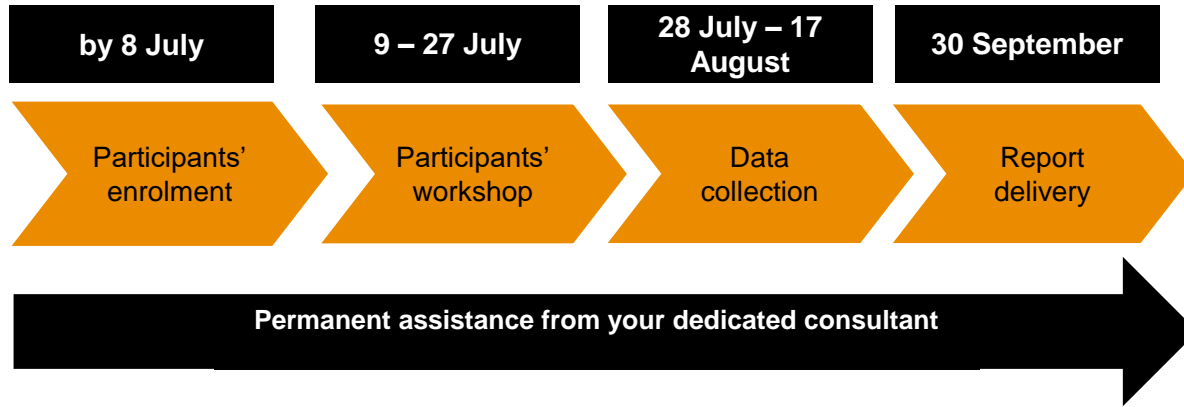 by 8 July
9 – 27 July
28 July – 17
August
30 September
Participants’
enrolment
Participants’
workshop
Data
collection
Report
delivery
Permanent assistance from your dedicated consultant